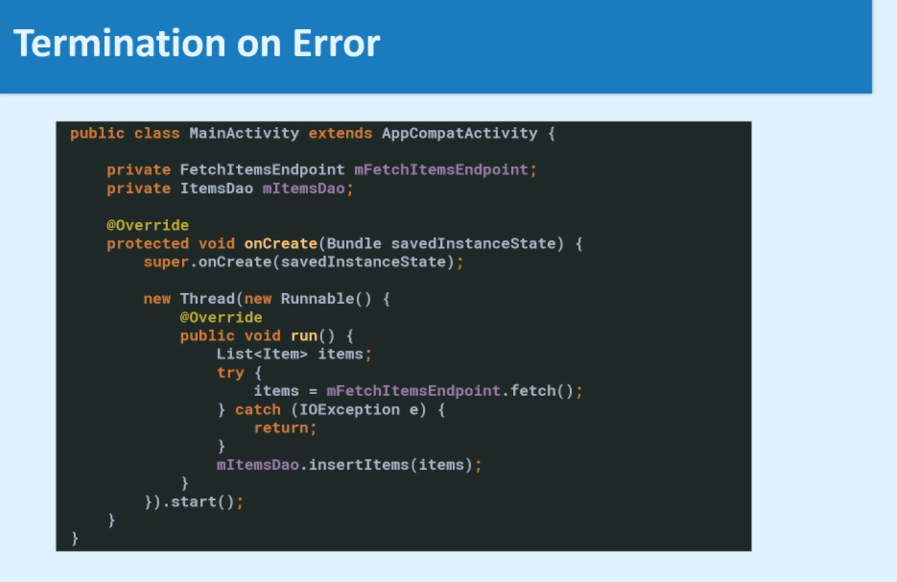 Termination on Error
public class MainActivity extends AppCompatActivity {
private FetchItemsEndpoint mFetchItemsEndpoint;
private ItemsDao mItemsDao;
@Override
protected void onCreate(Bundle savedInstanceState) {
super.onCreate(savedInstanceState);
new Thread(new Runnable() {
@Override
public void run() {
List<Item> items;
try {
items = mFetchItemsEndpoint.fetch();
} catch (IOException e) {
return;
}
mItemsDao.insertItems(items);
}
}).start();
}
}